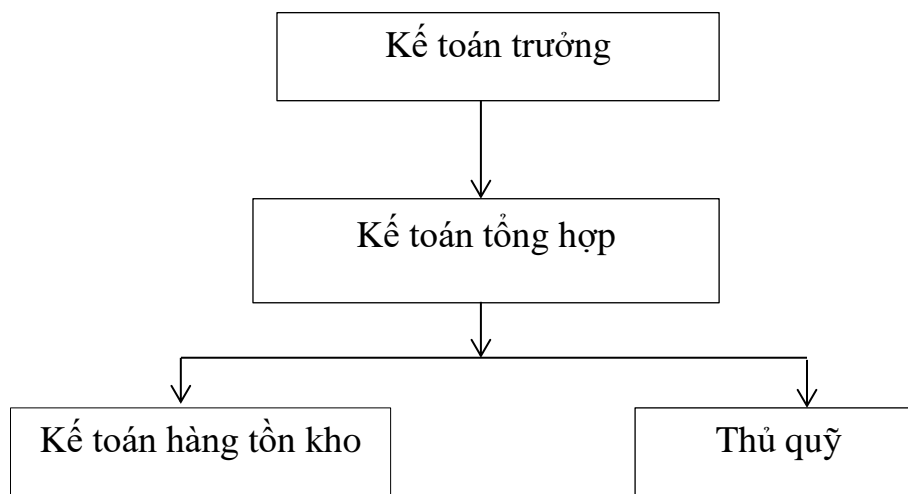 Kế toán trưởng
Kế toán tổng hợp
Kế toán hàng tồn kho
Thủ quỹ